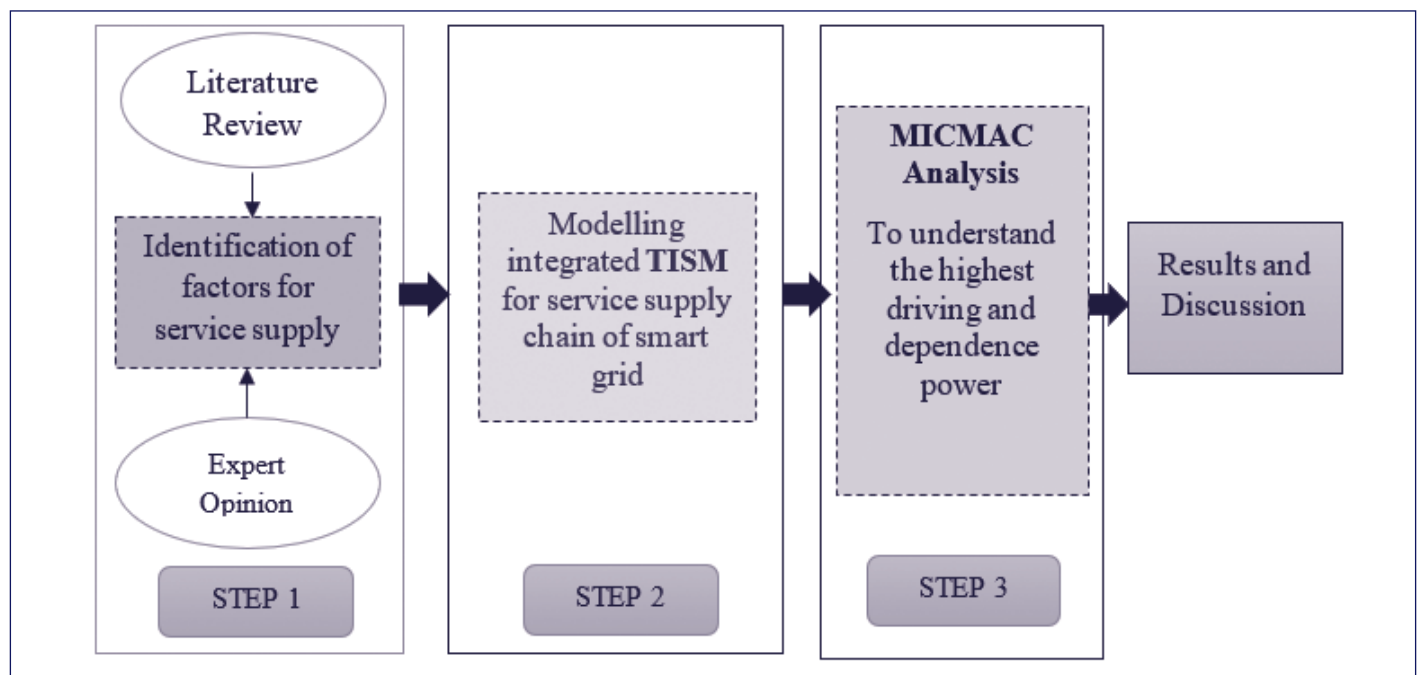 Literature
Review
Identification of
factors for
service supply
Expert
Opinion
STEP 1
Modelling
integrated TISM
for service supply
chain of smart
grid
STEP 2
MICMAC
Analysis
To understand
the highest
driving and
dependence
power
STEP 3
Results and
Discussion